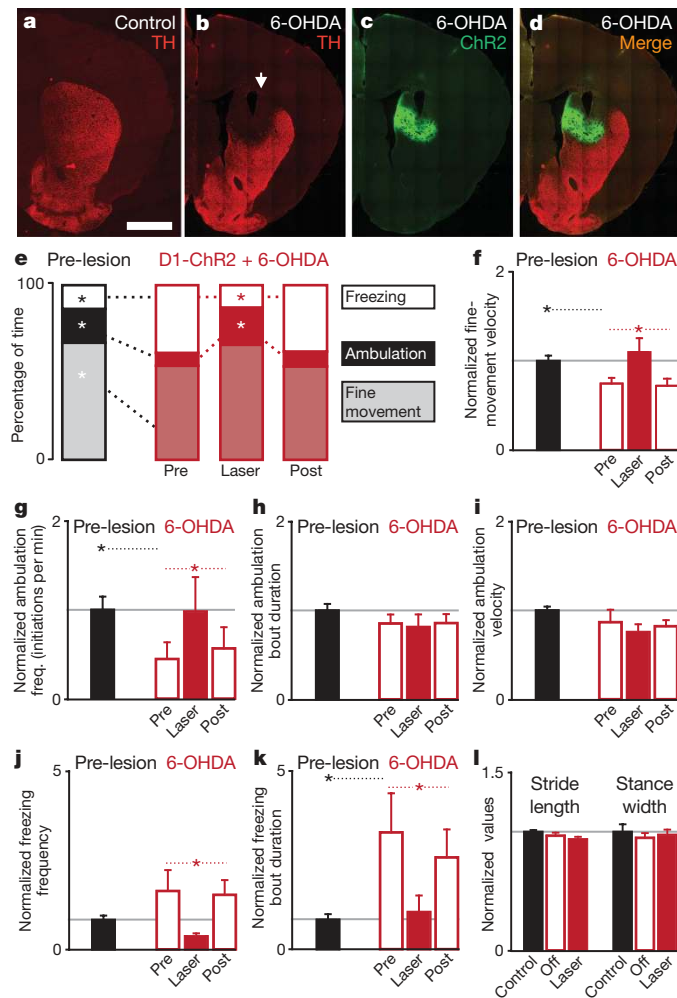 a Control
TH
b 6-OHDA
TH
c 6-OHDA
ChR2
d 6-OHDA
Merge
e Pre-lesion D1-ChR2 + 6-OHDA
100
0
Percentage of time
* * *
* *
Pre Laser Post
Freezing
Ambulation
Fine
movement
f Pre-lesion 6-OHDA
Normalized fine-
movement velocity
2
0
* *
Pre Laser Post
g Pre-lesion 6-OHDA
Normalized ambulation
freq. (initiations per min)
2
0
* *
Pre Laser Post
h Pre-lesion 6-OHDA
Normalized ambulation
bout duration
2
0
Pre Laser Post
i Pre-lesion 6-OHDA
Normalized ambulation
velocity
2
0
Pre Laser Post
j Pre-lesion 6-OHDA
Normalized freezing
frequency
5
0
*
Pre Laser Post
k Pre-lesion 6-OHDA
Normalized freezing
bout duration
5
0
* *
Pre Laser Post
l
Stride
length
Stance
width
Normalized values
1.5
0
Control Off Laser Control Off Laser